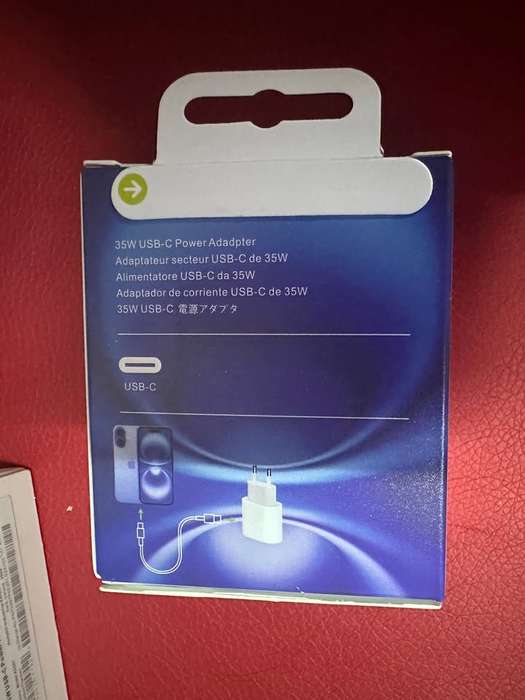 35W USB-C Power Adadpter
Adaptateur secteur USB-C de 35W
Alimentatore USB-C da 35W
Adaptador de corriente USB-C de 35W
35W USB-C 電源アダプタ
USB-C